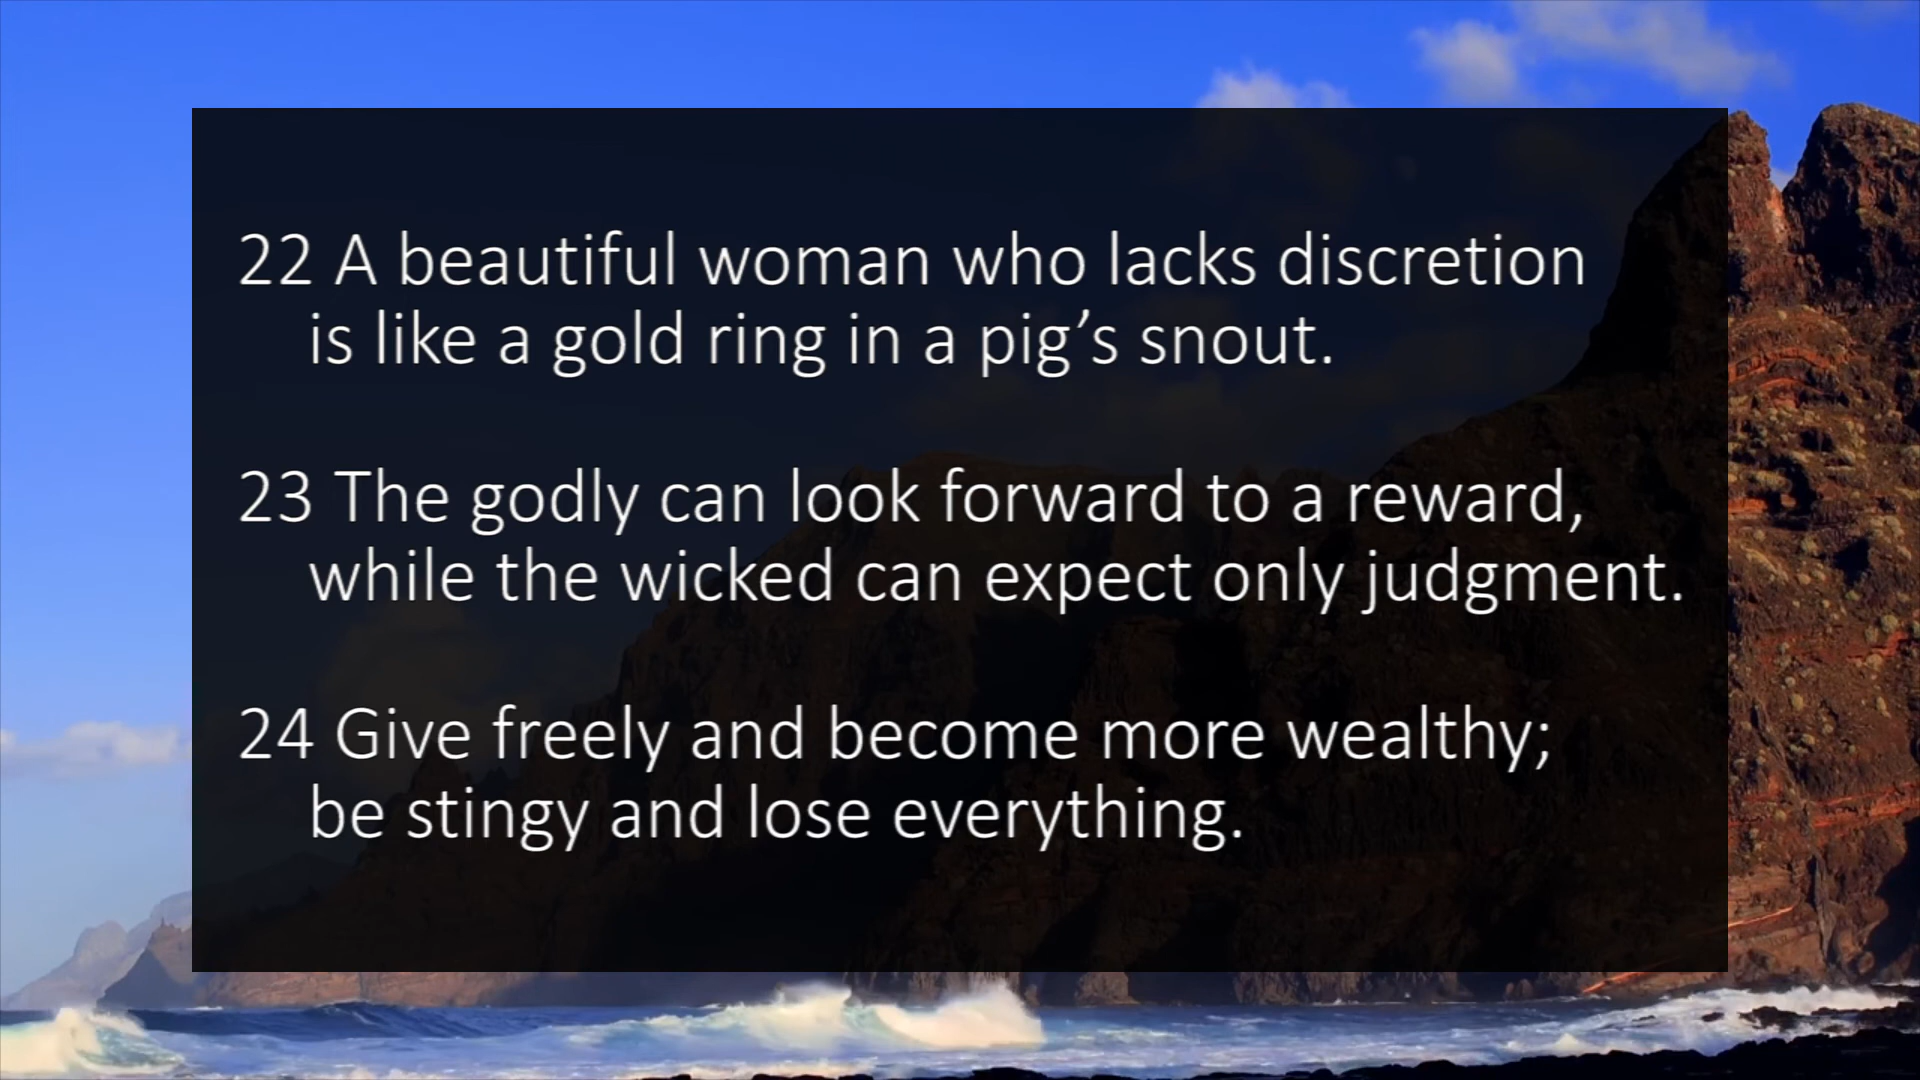 22 A beautiful woman who lacks discretion
is like a gold ring in a pig’s snout.
23 The godly can look forward to a reward,
while the wicked can expect only judgment.
24 Give freely and become more wealthy;
be stingy and lose everything.